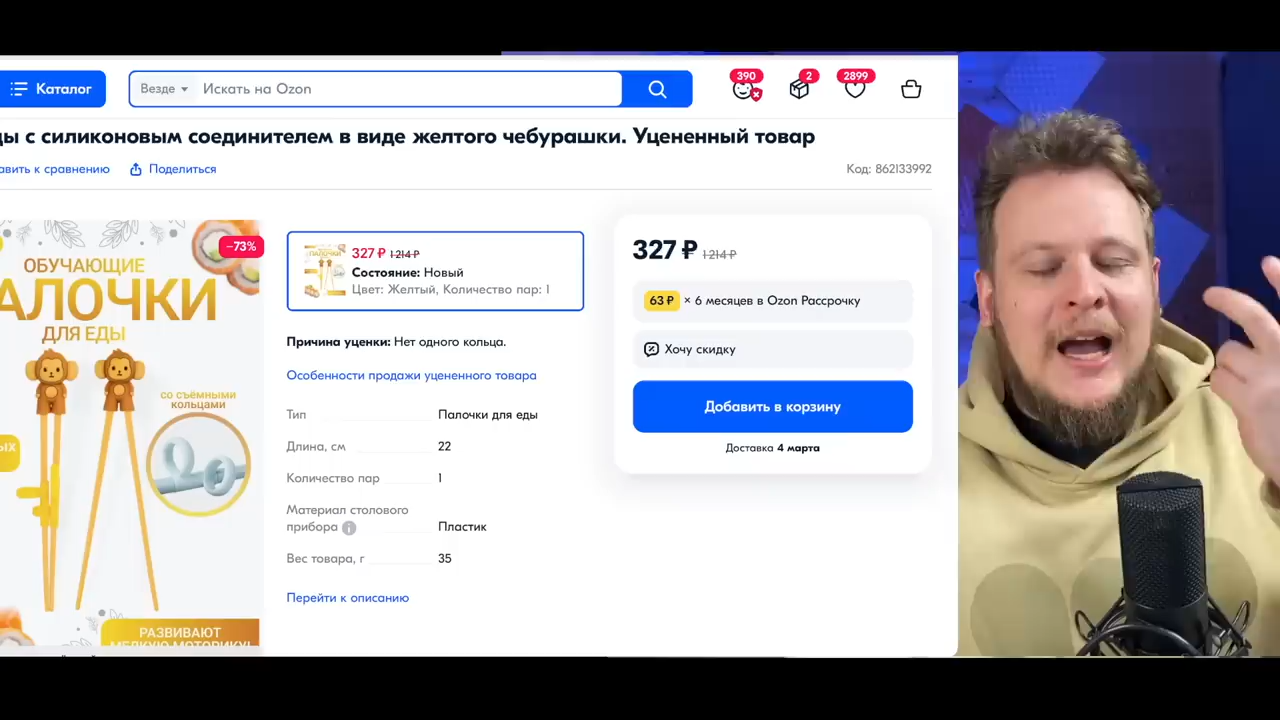 390
2
2899
Каталог
Везде
Искать на Ozon
ды с силиконовым соединителем в виде желтого чебурашки. Уцененный товар
авить к сравнению
Поделиться
Код: 862133992
-73%
ОБУЧАЮЩИЕ
АЛОЧКИ
ДЛЯ ЕДЫ
СО СЪЁМНЫМИ
КОЛЬЦАМИ
ЫХ
РАЗВИВАЮТ
МЕЛКУЮ МОТОРИКУ!
327 ₽ 1 214 ₽
Состояние: Новый
Цвет: Желтый, Количество пар: 1
Причина уценки: Нет одного кольца.
Особенности продажи уцененного товара
Тип Палочки для еды
Длина, см 22
Количество пар 1
Материал столового
прибора Пластик
Вес товара, г 35
Перейти к описанию
327 ₽ 1 214 ₽
63 ₽ × 6 месяцев в Ozon Рассрочку
Хочу скидку
Добавить в корзину
Доставка 4 марта